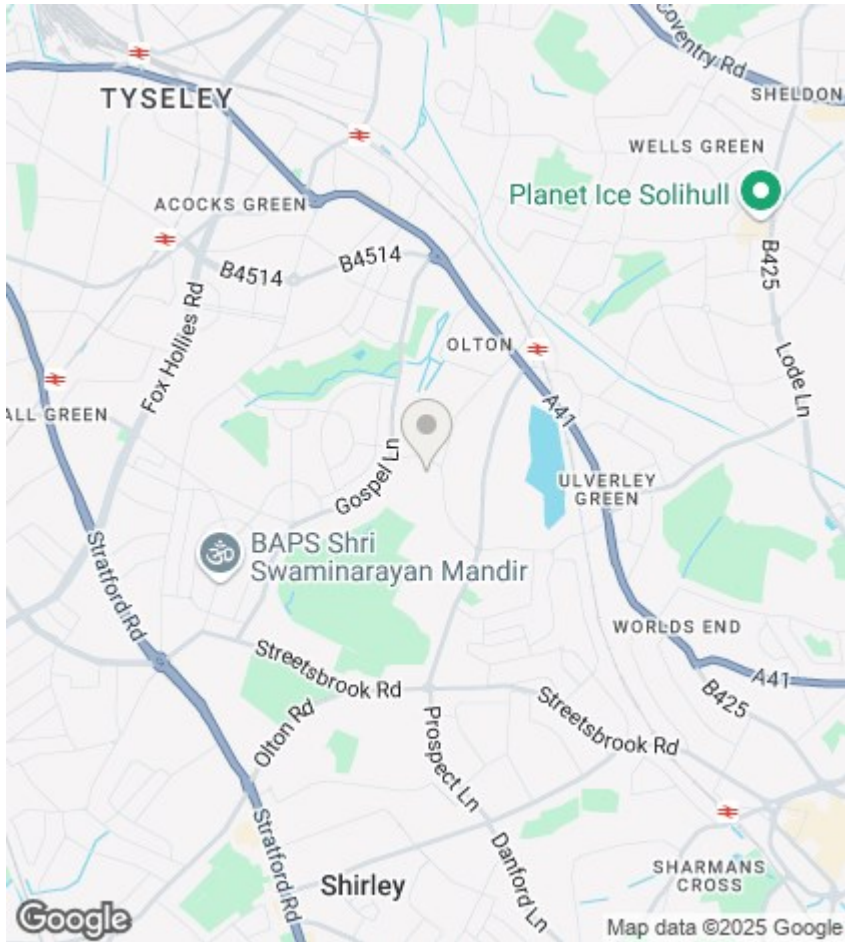 Coventry Rd
TYSELEY
SHELDON
WELLS GREEN
Planet Ice Solihull
ACOCKS GREEN
B4514
B4514
B425
Fox Hollies Rd
OLTON
Lode Ln
ALL GREEN
A41
Gospel Ln
ULVERLEY
GREEN
Stratford Rd
BAPS Shri
Swaminarayan Mandir
WORLDS END
Streetsbrook Rd
A41
B425
Olton Rd
Prospect Ln
Streetsbrook Rd
Stratford Rd
Danford Ln
SHARMANS
CROSS
Shirley
Google
Map data ©2025 Google